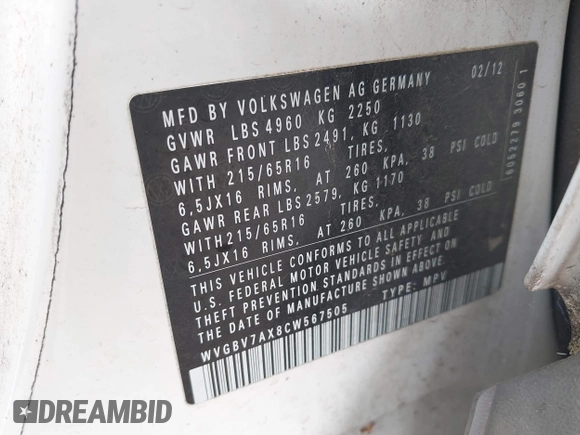 MFD BY VOLKSWAGEN AG GERMANY 02/12
GVWR LBS 4960 KG 2250
GAWR FRONT LBS 2491, KG 1130
WITH 215/65R16 TIRES,
6,5JX16 RIMS, AT 260 KPA, 38 PSI COLD
GAWR REAR LBS 2579, KG 1170
WITH 215/65R16 TIRES,
6,5JX16 RIMS, AT 260 KPA, 38 PSI COLD
THIS VEHICLE CONFORMS TO ALL APPLICABLE
U.S. FEDERAL MOTOR VEHICLE SAFETY AND
THEFT PREVENTION STANDARDS IN EFFECT ON
THE DATE OF MANUFACTURE SHOWN ABOVE.
WVGBV7AX8CW567505 TYPE: MPV
DREAMBID